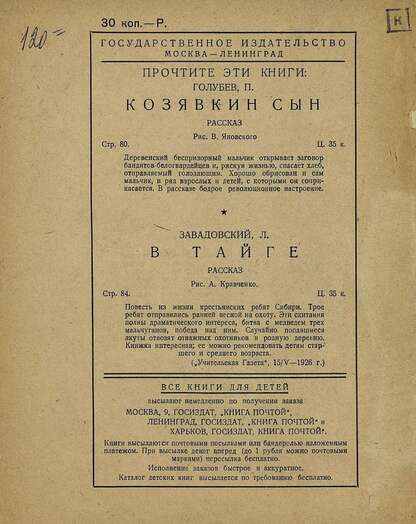 30 коп.—Р.
120 =
К
ГОСУДАРСТВЕННОЕ ИЗДАТЕЛЬСТВО
МОСКВА — ЛЕНИНГРАД
ПРОЧТИТЕ ЭТИ КНИГИ:
ГОЛУБЕВ, П.
КОЗЯВКИН СЫН
РАССКАЗ
Рис. В. Яновского
Стр. 80. Ц. 35 к.
Деревенский беспризорный мальчик открывает заговор
бандитов-белогвардейцев и, рискуя жизнью, спасает хлеб,
отправляемый голодающим. Хорошо обрисован и сам
мальчик, и ряд взрослых и детей, с которыми он сопри-
касается. В рассказе бодрое революционное настроение.
★
ЗАВАДОВСКИЙ, Л.
В ТАЙГЕ
РАССКАЗ
Рис. А. Кравченко.
Стр. 84. Ц. 35 к.
Повесть из жизни крестьянских ребят Сибири. Трое
ребят отправились ранней весной на охоту. Эти скитания
полны драматического интереса, битва с медведем трех
мальчуганов, победа над ним. Случайно попавшиеся
якуты отвозят отважных охотников в родную деревню.
Книжка интересная; ее можно рекомендовать детям стар-
шего и среднего возраста.
(„Учительская Газета", 15/V—1926 г.)
ВСЕ КНИГИ ДЛЯ ДЕТЕЙ
высылают немедленно по получении заказа
МОСКВА, 9, ГОСИЗДАТ, „КНИГА ПОЧТОЙ",
ЛЕНИНГРАД, ГОСИЗДАТ, „КНИГА ПОЧТОЙ" и
ХАРЬКОВ, ГОСИЗДАТ, КНИГА ПОЧТОЙ".
Книги высылаются почтовыми посылками или бандеролью наложенным
платежом. При высылке денег вперед (до 1 рубля можно почтовыми
марками) пересылка бесплатно.
Исполнение заказов быстрое и аккуратное.
Каталог детских книг высылается по требованию бесплатно.